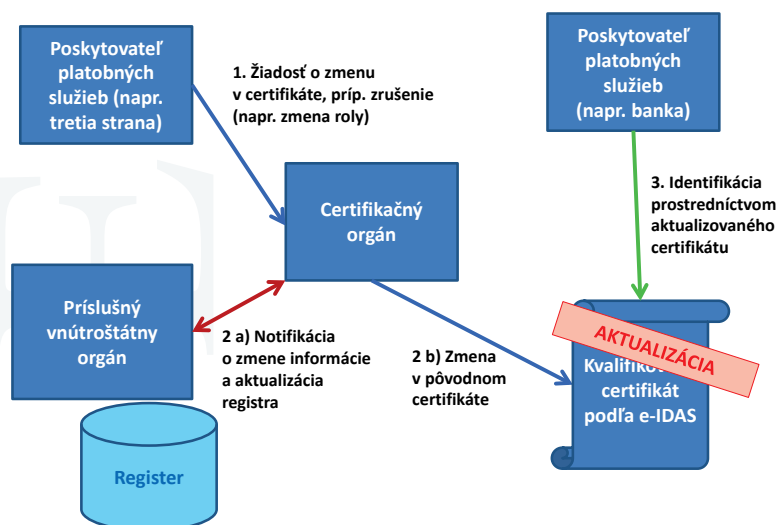 Poskytovateľ
platobných
služieb (napr.
tretia strana)
1. Žiadosť o zmenu
v certifikáte, príp. zrušenie
(napr. zmena roly)
Poskytovateľ
platobných
služieb
(napr. banka)
Certifikačný
orgán
3. Identifikácia
prostredníctvom
aktualizovaného
certifikátu
Príslušný
vnútroštátny
orgán
2 a) Notifikácia
o zmene informácie
a aktualizácia
registra
2 b) Zmena
v pôvodnom
certifikáte
AKTUALIZÁCIA
certifikát
podľa e-IDAS
Register